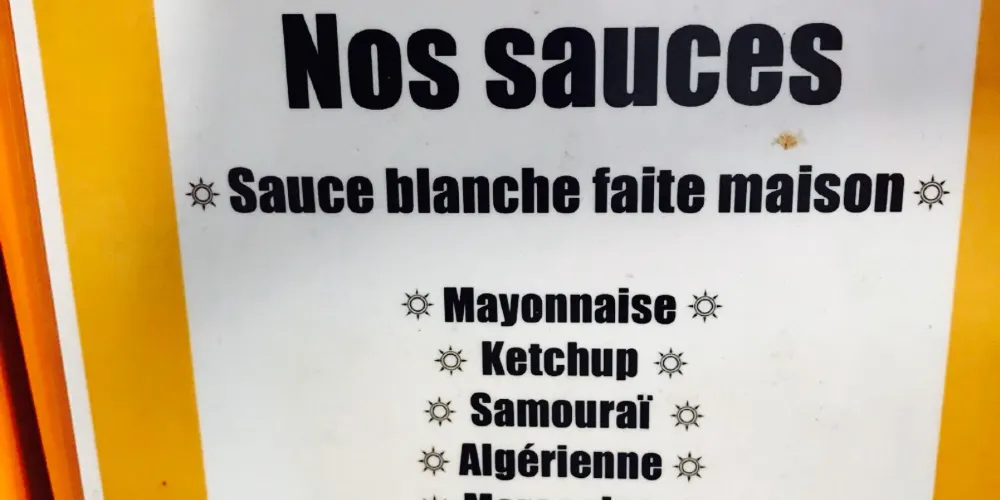 Nos sauces
Sauce blanche faite maison
Mayonnaise
Ketchup
Samouraï
Algérienne